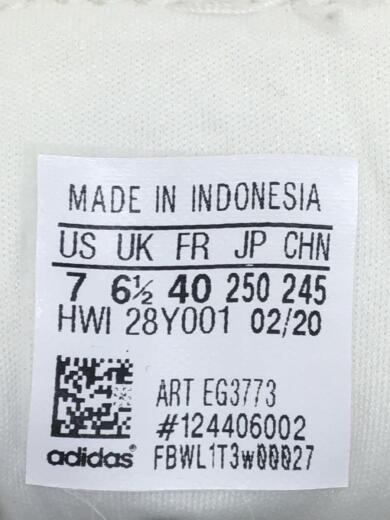 MADE IN INDONESIA
US UK FR JP CHN
7 6½ 40 250 245
HWI 28Y001 02/20
ART EG3773
#124406002
adidas® FBWL1T3w00027